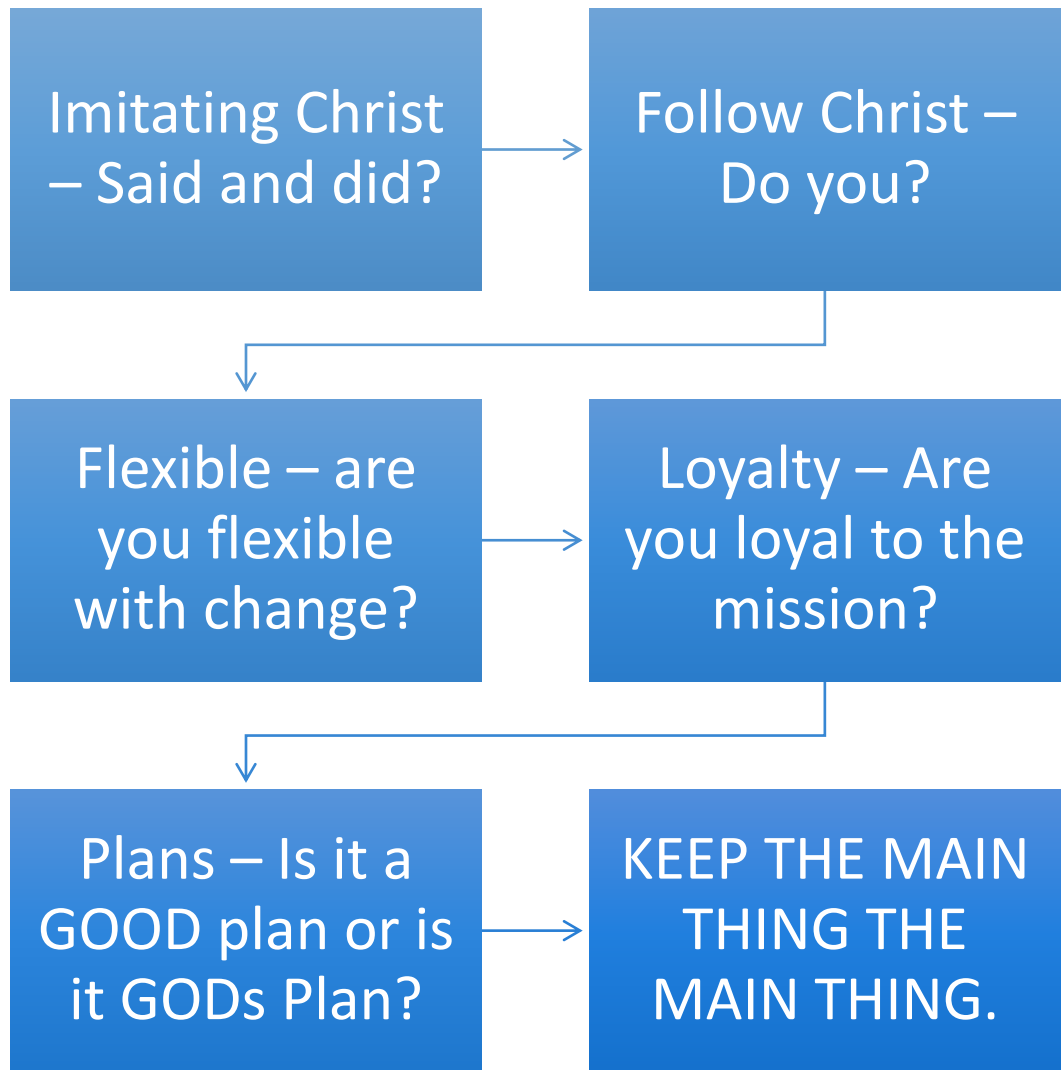 Imitating Christ
– Said and did?
Follow Christ –
Do you?
Flexible – are
you flexible
with change?
Loyalty – Are
you loyal to the
mission?
Plans – Is it a
GOOD plan or is
it GODs Plan?
KEEP THE MAIN
THING THE
MAIN THING.